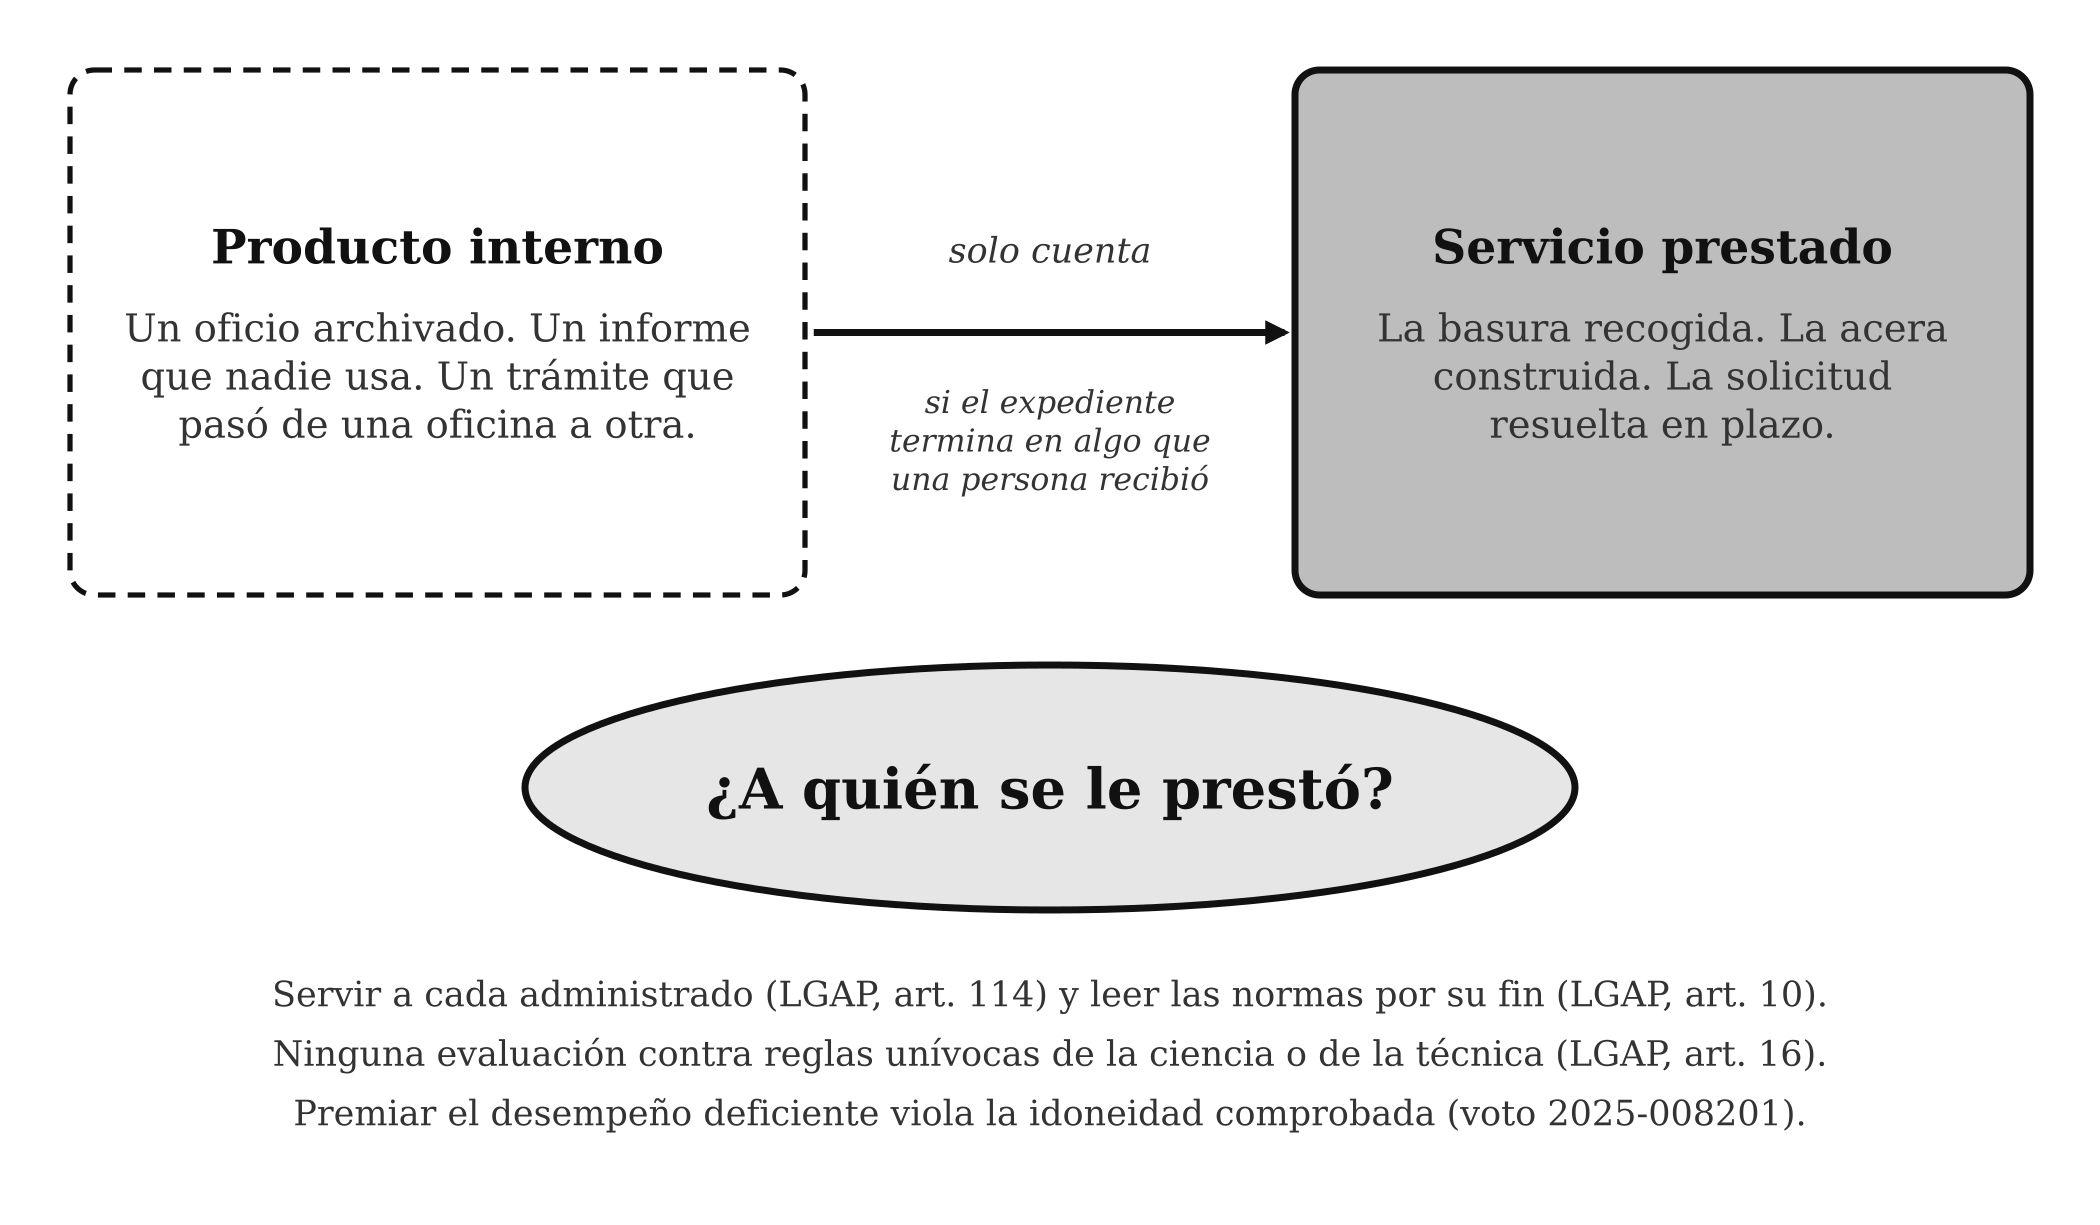 Producto interno
Un oficio archivado. Un informe
que nadie usa. Un trámite que
pasó de una oficina a otra.
solo cuenta
si el expediente
termina en algo que
una persona recibió
Servicio prestado
La basura recogida. La acera
construida. La solicitud
resuelta en plazo.
¿A quién se le prestó?
Servir a cada administrado (LGAP, art. 114) y leer las normas por su fin (LGAP, art. 10).
Ninguna evaluación contra reglas unívocas de la ciencia o de la técnica (LGAP, art. 16).
Premiar el desempeño deficiente viola la idoneidad comprobada (voto 2025-008201).